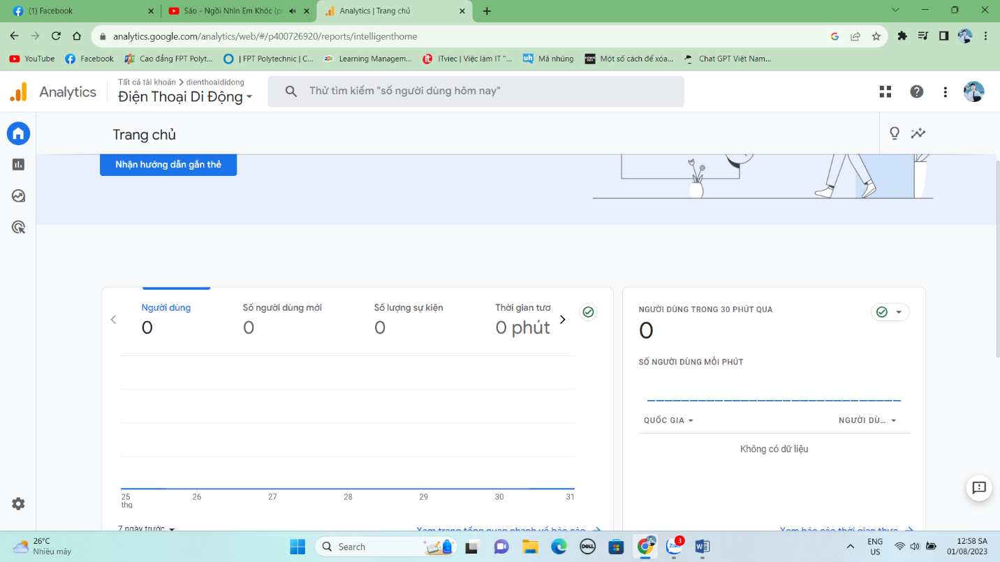 (1) Facebook
Sáo - Ngồi Nhìn Em Khóc (po
Analytics | Trang chủ
analytics.google.com/analytics/web/#/p400726920/reports/intelligenthome
YouTube
Facebook
Cao đẳng FPT Polyt...
| FPT Polytechnic | C...
Learning Managem...
ITviec | Việc làm IT "...
Mã nhúng
Một số cách để xóa...
Chat GPT Việt Nam...
Analytics
Tất cả tài khoản > dienthoaididong
Điện Thoại Di Động
Thử tìm kiếm "số người dùng hôm nay"
Trang chủ
Nhận hướng dẫn gắn thẻ
Người dùng
0
Số người dùng mới
0
Số lượng sự kiện
0
Thời gian tươ
0 phút
25
thg
26
27
28
29
30
31
7 ngày trước
Xem trang tổng quan nhanh về báo cáo
NGƯỜI DÙNG TRONG 30 PHÚT QUA
0
SỐ NGƯỜI DÙNG MỖI PHÚT
QUỐC GIA
NGƯỜI DÙ...
Không có dữ liệu
Xem báo cáo thời gian thực
26°C
Nhiều mây
Search
DELL
Zalo
3
ENG
US
12:58 SA
01/08/2023